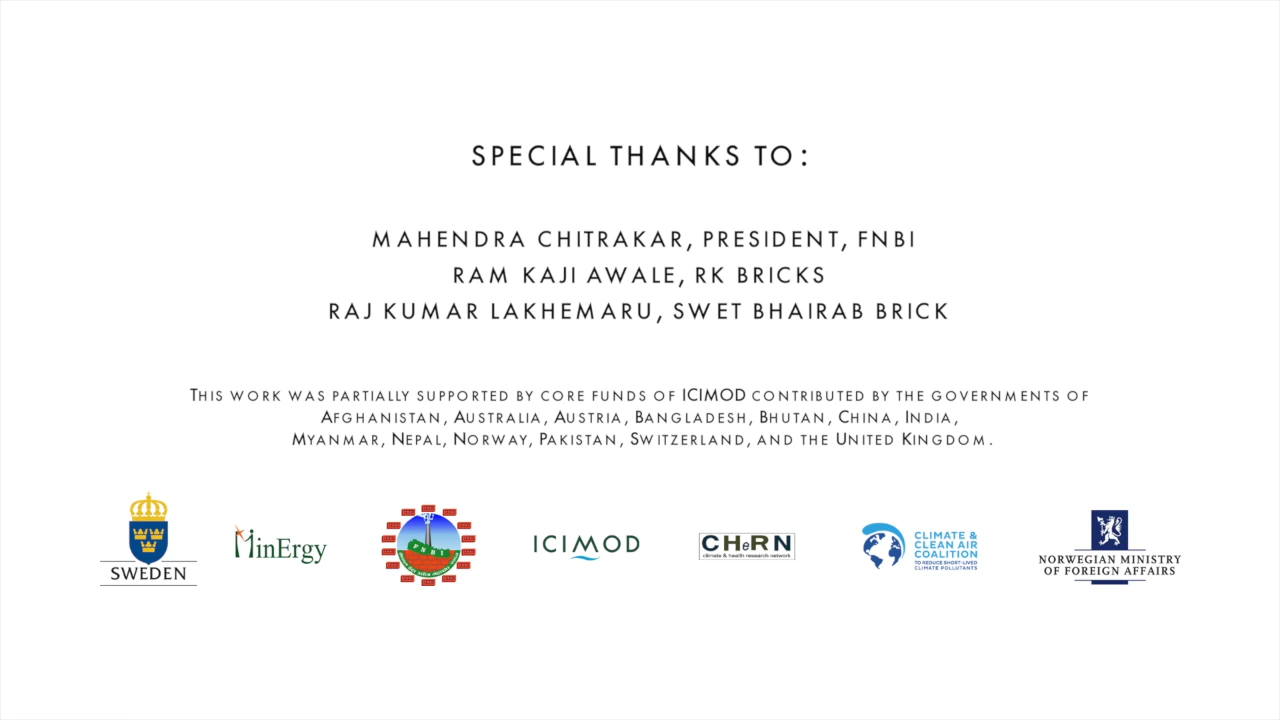 SPECIAL THANKS TO:
MAHENDRA CHITRAKAR, PRESIDENT, FNBI
RAM KAJI AWALE, RK BRICKS
RAJ KUMAR LAKHEMARU, SWET BHAIRAB BRICK
THIS WORK WAS PARTIALLY SUPPORTED BY CORE FUNDS OF ICIMOD CONTRIBUTED BY THE GOVERNMENTS OF
AFGHANISTAN, AUSTRALIA, AUSTRIA, BANGLADESH, BHUTAN, CHINA, INDIA,
MYANMAR, NEPAL, NORWAY, PAKISTAN, SWITZERLAND, AND THE UNITED KINGDOM.
SWEDEN
MinErgy
FNBI
ICIMOD
CHeRN
climate & health research network
CLIMATE &
CLEAN AIR
COALITION
TO REDUCE SHORT-LIVED
CLIMATE POLLUTANTS
NORWEGIAN MINISTRY
OF FOREIGN AFFAIRS